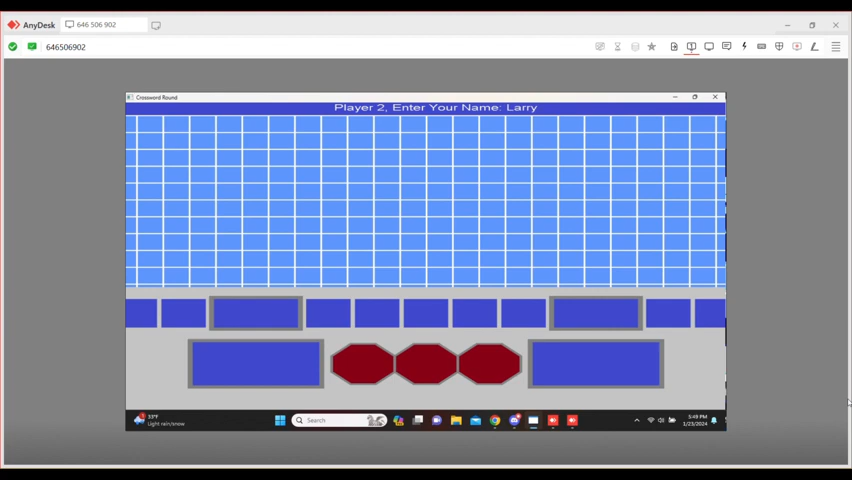 AnyDesk
646 506 902
646506902
Crossword Round
Player 2, Enter Your Name: Larry
33°F
Light rain/snow
Search
5:49 PM
1/23/2024